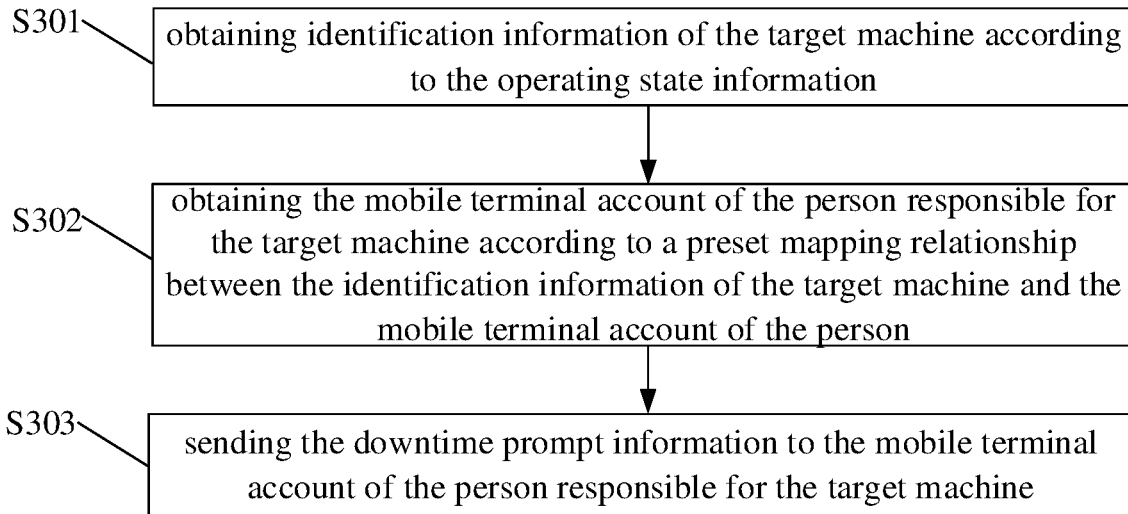 S301
obtaining identification information of the target machine according
to the operating state information
S302
obtaining the mobile terminal account of the person responsible for
the target machine according to a preset mapping relationship
between the identification information of the target machine and the
mobile terminal account of the person
S303
sending the downtime prompt information to the mobile terminal
account of the person responsible for the target machine